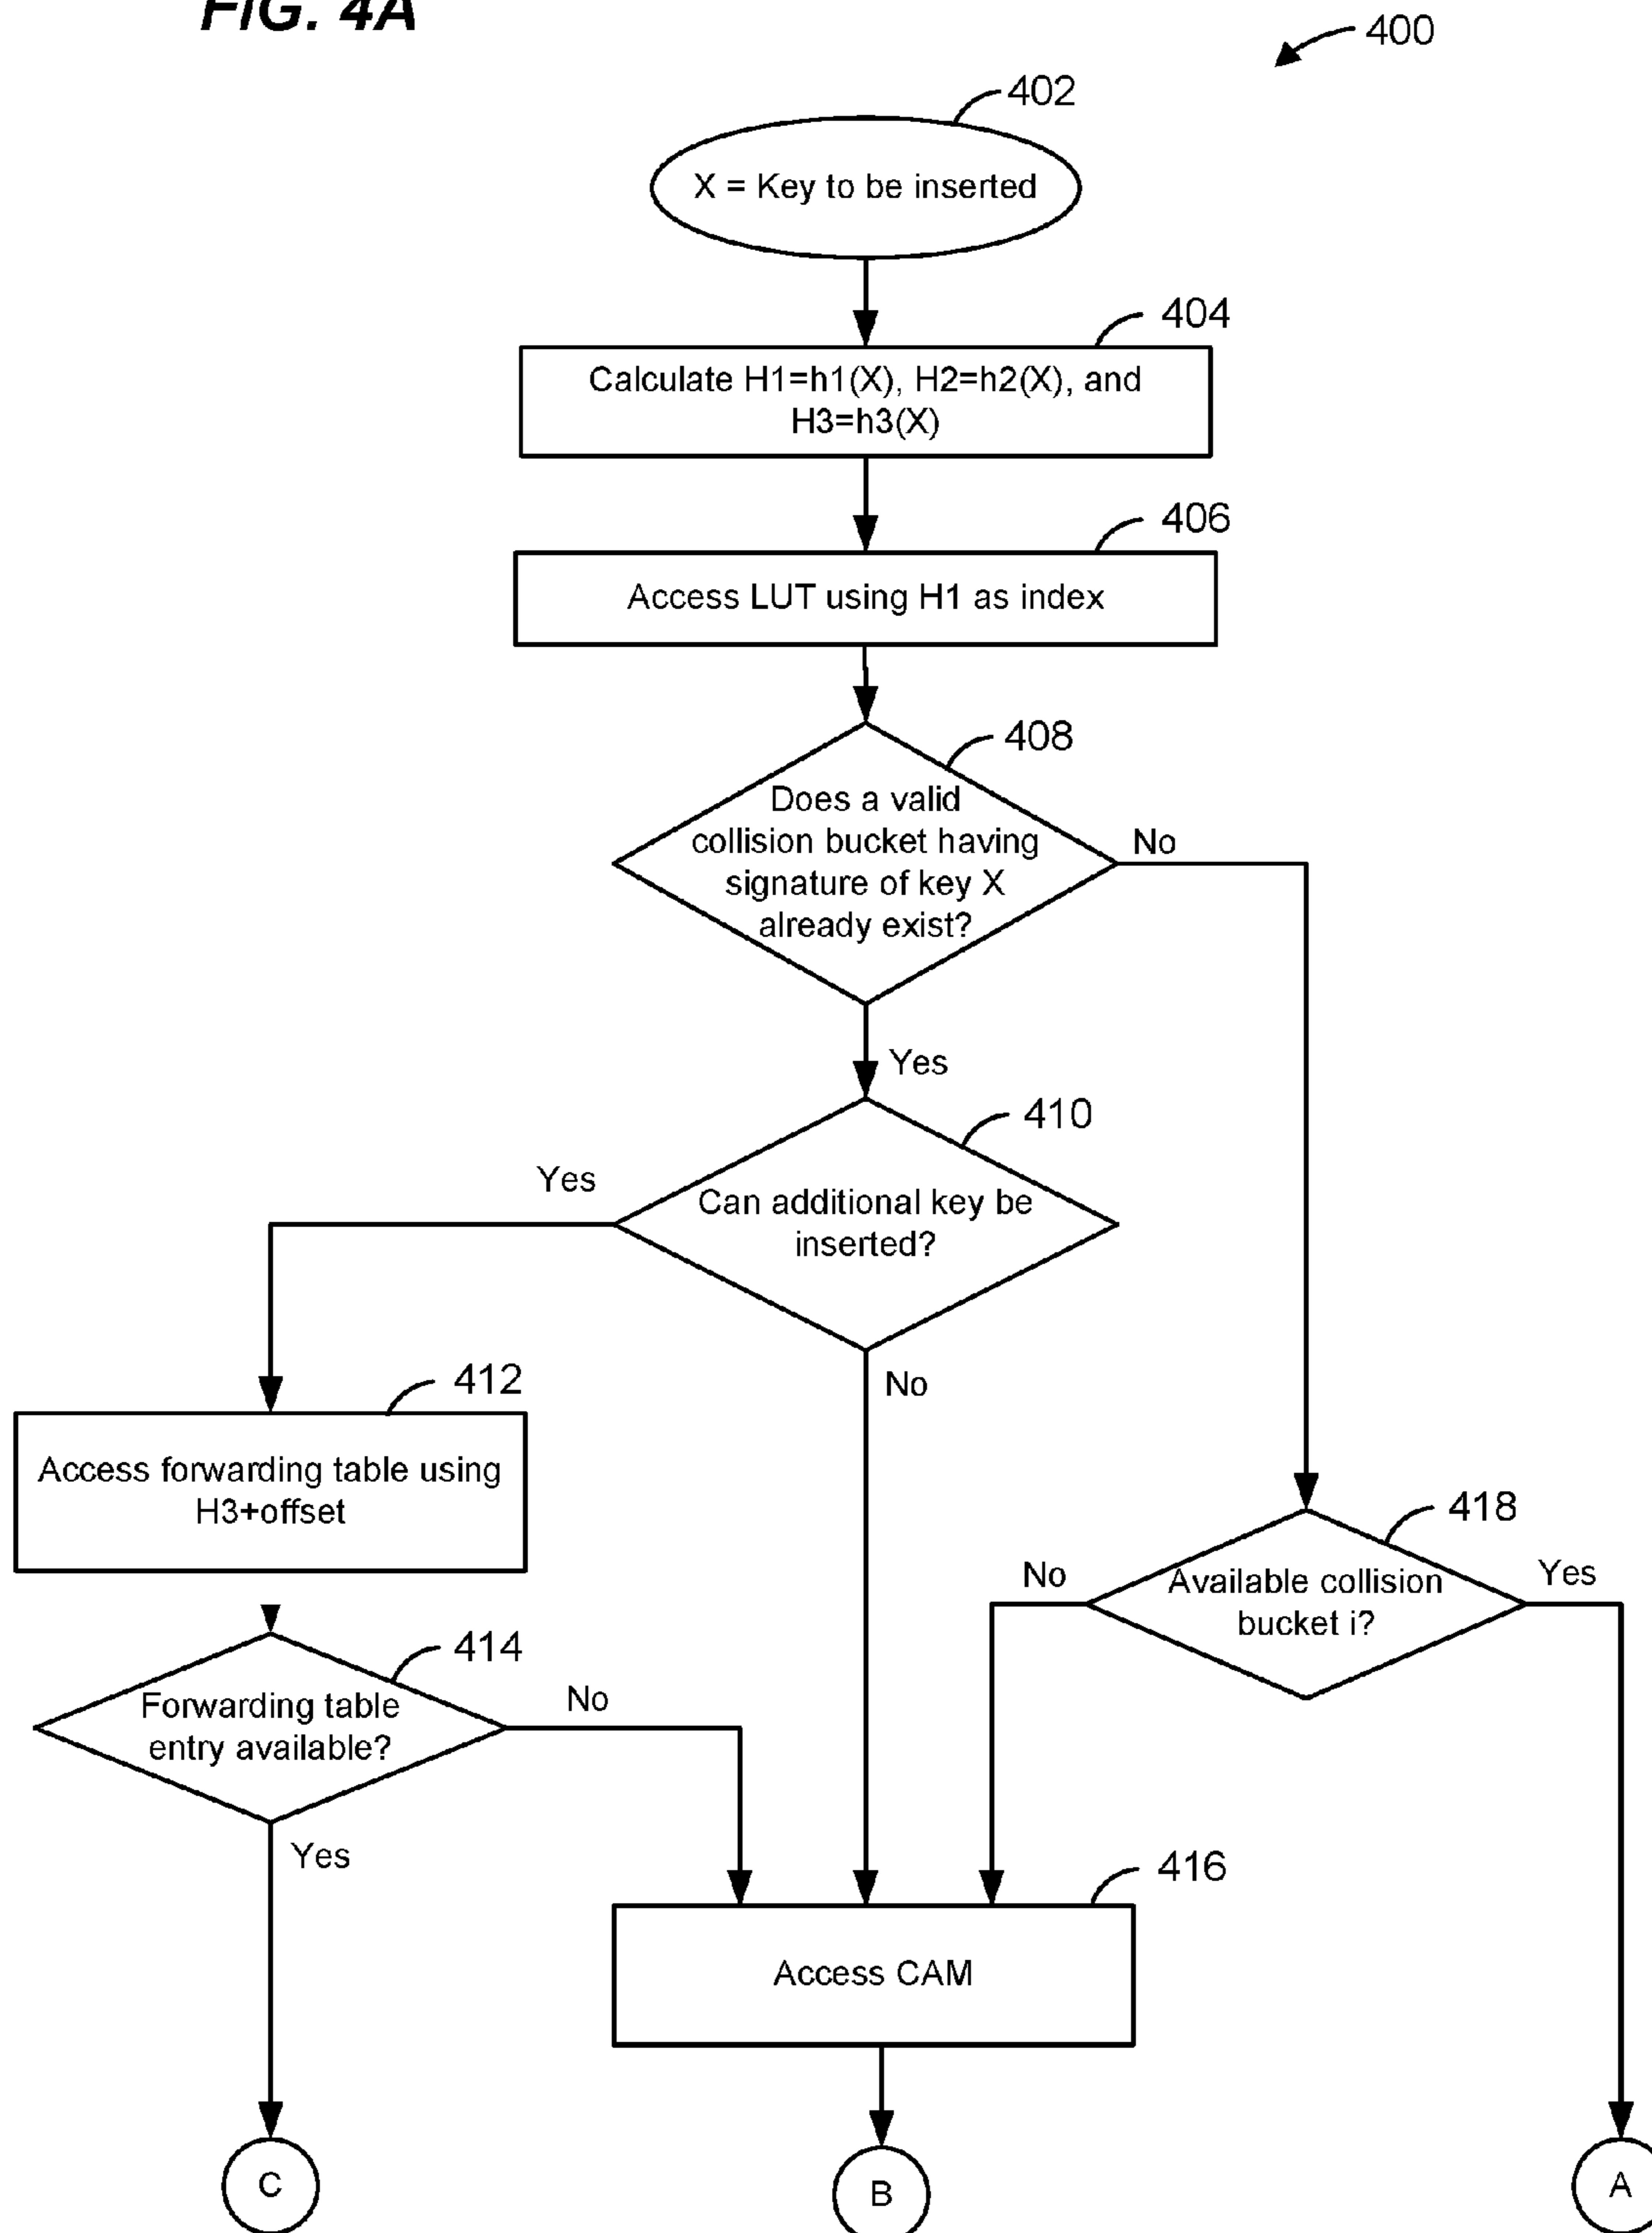 FIG. 4A
400
402
X = Key to be inserted
404
Calculate H1=h1(X), H2=h2(X), and
H3=h3(X)
406
Access LUT using H1 as index
408
Does a valid
collision bucket having
signature of key X
already exist?
No
Yes
410
Yes
Can additional key be
inserted?
No
412
Access forwarding table using
H3+offset
418
No
Available collision
bucket i?
Yes
414
Forwarding table
entry available?
No
Yes
416
Access CAM
C
B
A